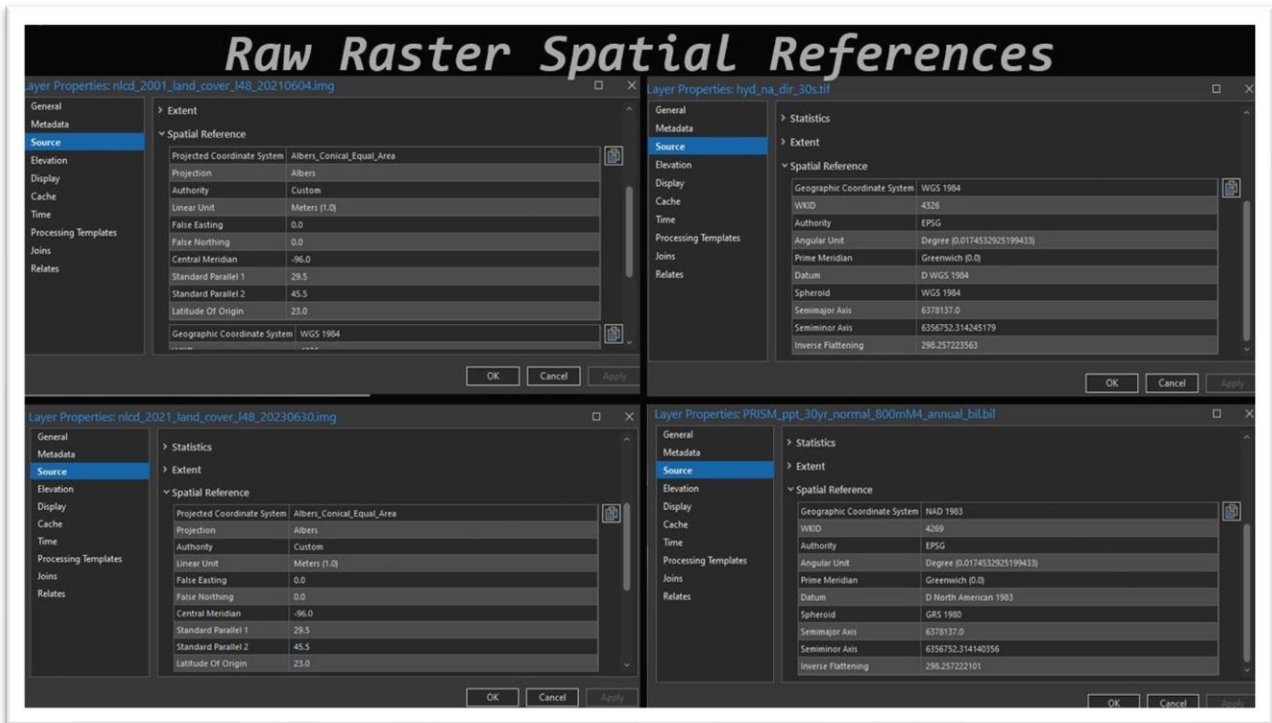 Raw Raster Spatial References
Layer Properties: nlcd_2001_land_cover_l48_20210604.img
General
Metadata
Source
Elevation
Display
Cache
Time
Processing Templates
Joins
Relates
Extent
Spatial Reference
Projected Coordinate System Albers_Conical_Equal_Area
Projection Albers
Authority Custom
Linear Unit Meters (1.0)
False Easting 0.0
False Northing 0.0
Central Meridian -96.0
Standard Parallel 1 29.5
Standard Parallel 2 45.5
Latitude Of Origin 23.0
Geographic Coordinate System WGS 1984
OK Cancel Apply
Layer Properties: hyd_na_dir_30s.tif
General
Metadata
Source
Elevation
Display
Cache
Time
Processing Templates
Joins
Relates
Statistics
Extent
Spatial Reference
Geographic Coordinate System WGS 1984
WKID 4326
Authority EPSG
Angular Unit Degree (0.0174532925199433)
Prime Meridian Greenwich (0.0)
Datum D WGS 1984
Spheroid WGS 1984
Semimajor Axis 6378137.0
Semiminor Axis 6356752.314245179
Inverse Flattening 298.257223563
OK Cancel Apply
Layer Properties: nlcd_2021_land_cover_l48_20230630.img
General
Metadata
Source
Elevation
Display
Cache
Time
Processing Templates
Joins
Relates
Statistics
Extent
Spatial Reference
Projected Coordinate System Albers_Conical_Equal_Area
Projection Albers
Authority Custom
Linear Unit Meters (1.0)
False Easting 0.0
False Northing 0.0
Central Meridian -96.0
Standard Parallel 1 29.5
Standard Parallel 2 45.5
Latitude Of Origin 23.0
OK Cancel Apply
Layer Properties: PRISM_ppt_30yr_normal_800mM4_annual_bil.bil
General
Metadata
Source
Elevation
Display
Cache
Time
Processing Templates
Joins
Relates
Statistics
Extent
Spatial Reference
Geographic Coordinate System NAD 1983
WKID 4269
Authority EPSG
Angular Unit Degree (0.0174532925199433)
Prime Meridian Greenwich (0.0)
Datum D North American 1983
Spheroid GRS 1980
Semimajor Axis 6378137.0
Semiminor Axis 6356752.314140356
Inverse Flattening 298.257222101
OK Cancel Apply